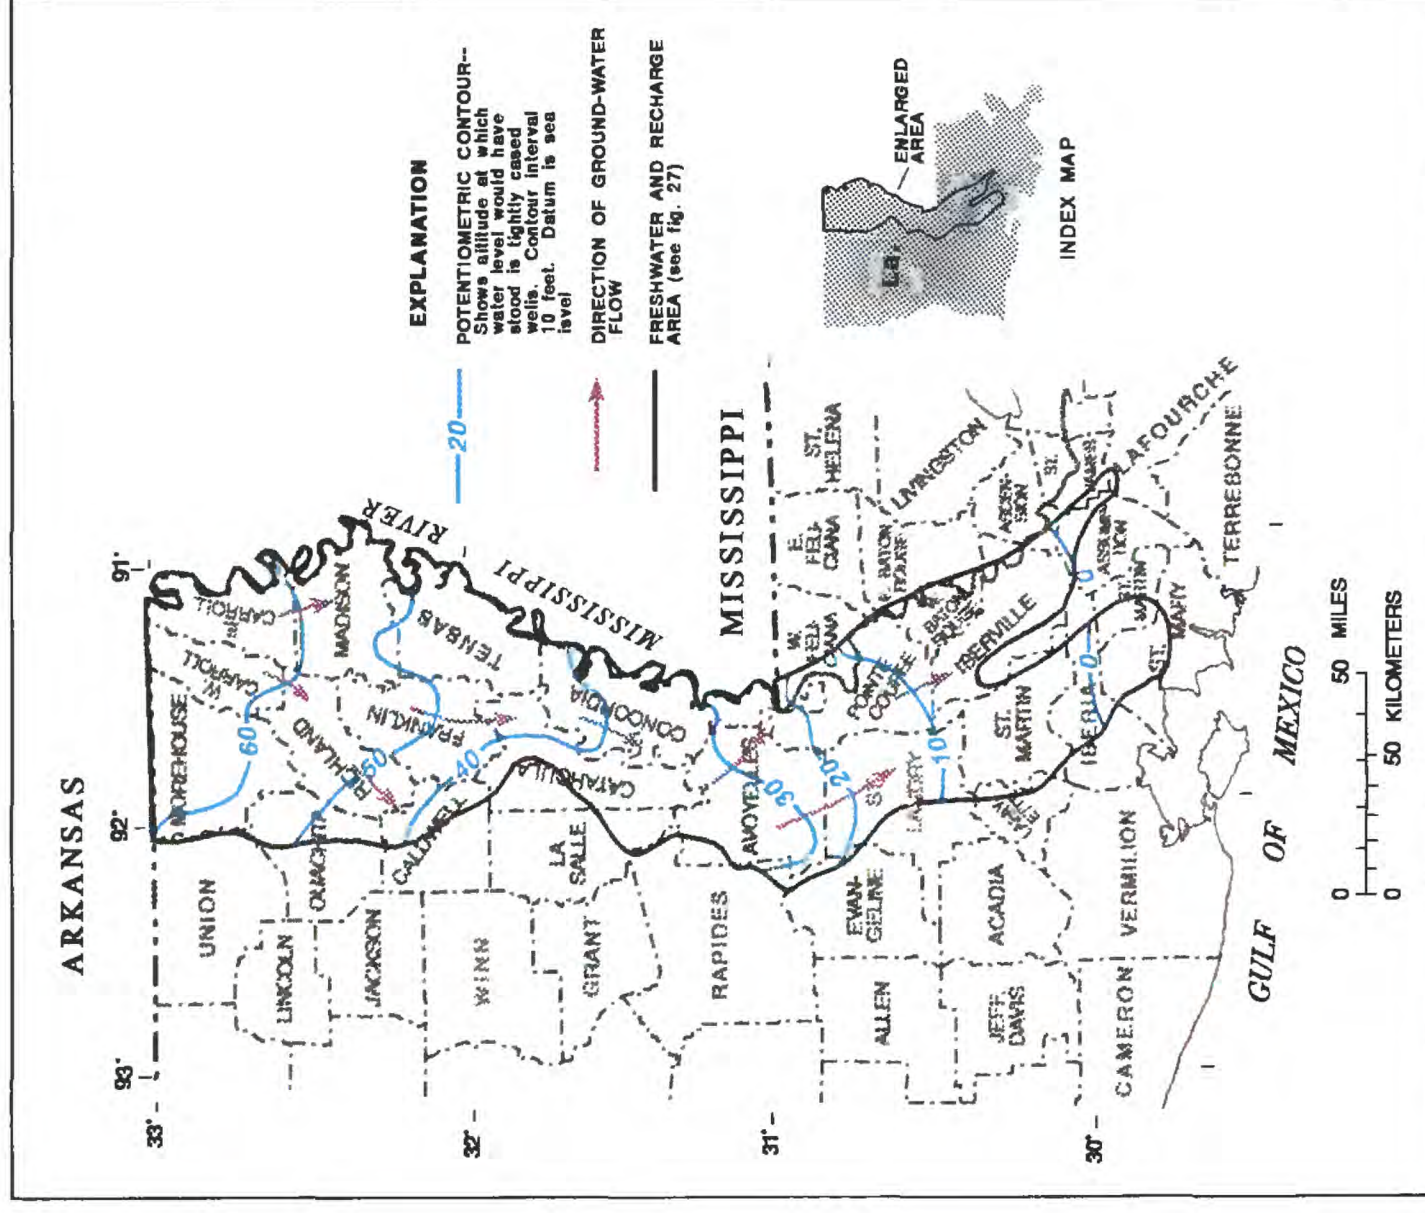 EXPLANATION
20
POTENTIOMETRIC CONTOUR--
Shows altitude at which
water level would have
stood is tightly cased
wells. Contour interval
10 feet. Datum is sea
level
DIRECTION OF GROUND-WATER
FLOW
FRESHWATER AND RECHARGE
AREA (see fig. 27)
ENLARGED
AREA
La.
INDEX MAP
ARKANSAS
MISSISSIPPI
MISSISSIPPI
RIVER
GULF
OF
MEXICO
93°
92°
91°
33°
32°
31°
30°
UNION
MOREHOUSE
W.
CARROLL
CARROLL
LINCOLN
OUACHITA
RICHLAND
MADISON
JACKSON
CALDWELL
FRANKLIN
TENSAS
WINN
LA
SALLE
CATAHOULA
CONCORDIA
GRANT
RAPIDES
AVOYELLES
W.
FELI-
CIANA
E.
FELI-
CIANA
ST.
HELENA
EVAN-
GELINE
ST.
LANDRY
POINTE
COUPEE
BATON
ROUGE
BATON
ROUGE
LIVINGSTON
ALLEN
ACADIA
JEFF
DAVIS
ST.
MARTIN
IBERVILLE
ASCEN-
SION
ST.
LAFOURCHE
CAMERON
VERMILION
IBERIA
ST.
MARTIN
ASSUMP-
TION
ST.
MARY
TERREBONNE
60
50
40
30
20
10
0
0
0
50 MILES
0
50 KILOMETERS